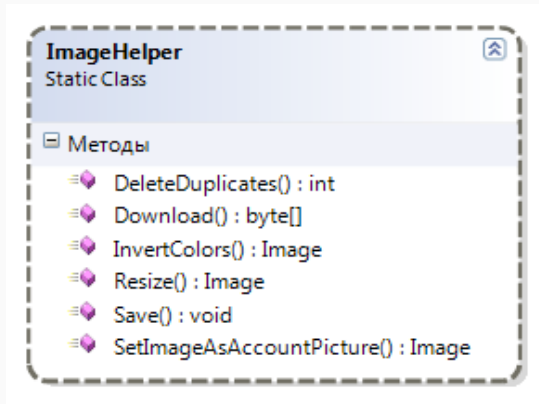 ImageHelper
Static Class
Методы
DeleteDuplicates() : int
Download() : byte[]
InvertColors() : Image
Resize() : Image
Save() : void
SetImageAsAccountPicture() : Image